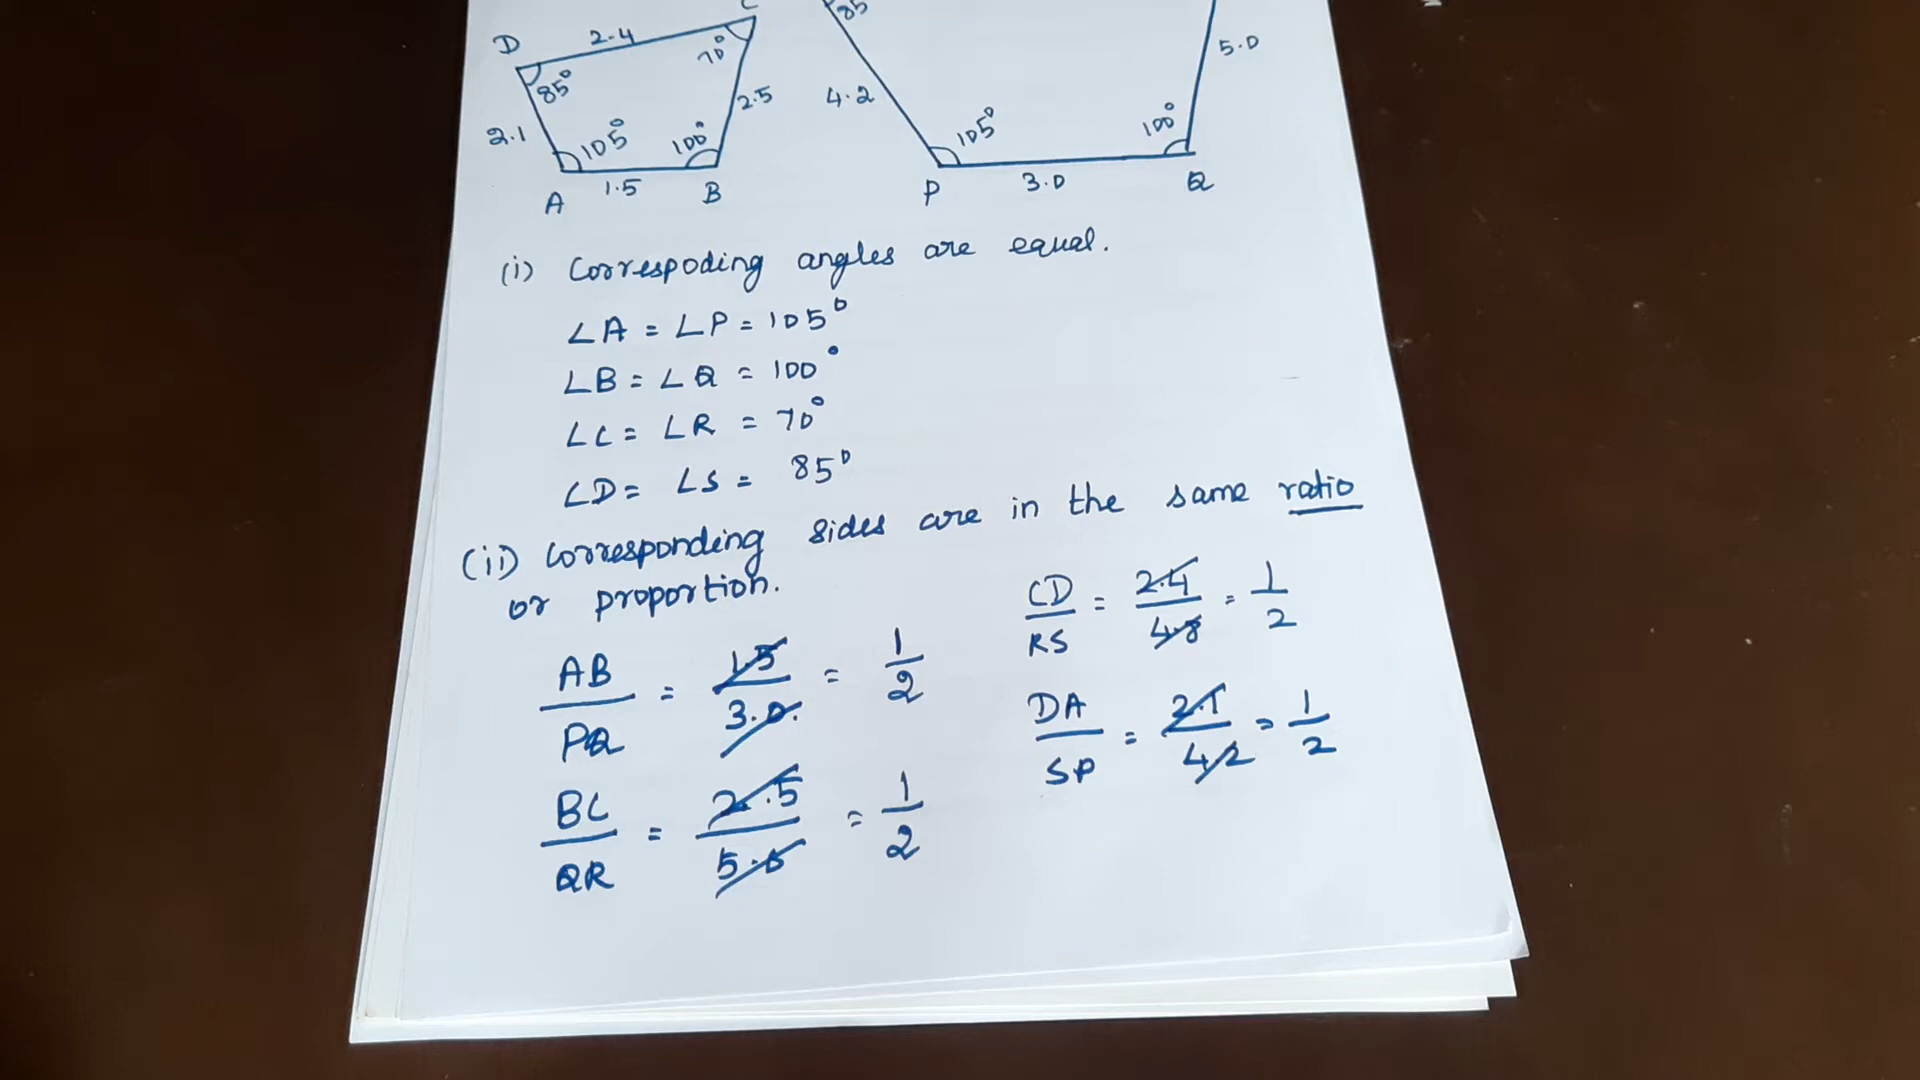 C
D
2.4
70°
85°
2.5
2.1
105°
100°
A
1.5
B
85
4.2
5.0
105°
100°
P
3.0
Q
(i) Correspoding angles are equal.
∠A = ∠P = 105°
∠B = ∠Q = 100°
∠C = ∠R = 70°
∠D = ∠S = 85°
(ii) Corresponding sides are in the same ratio
or proportion.
AB/PQ = 1.5/3.0 = 1/2
BC/QR = 2.5/5.0 = 1/2
CD/RS = 2.4/4.8 = 1/2
DA/SP = 2.1/4.2 = 1/2